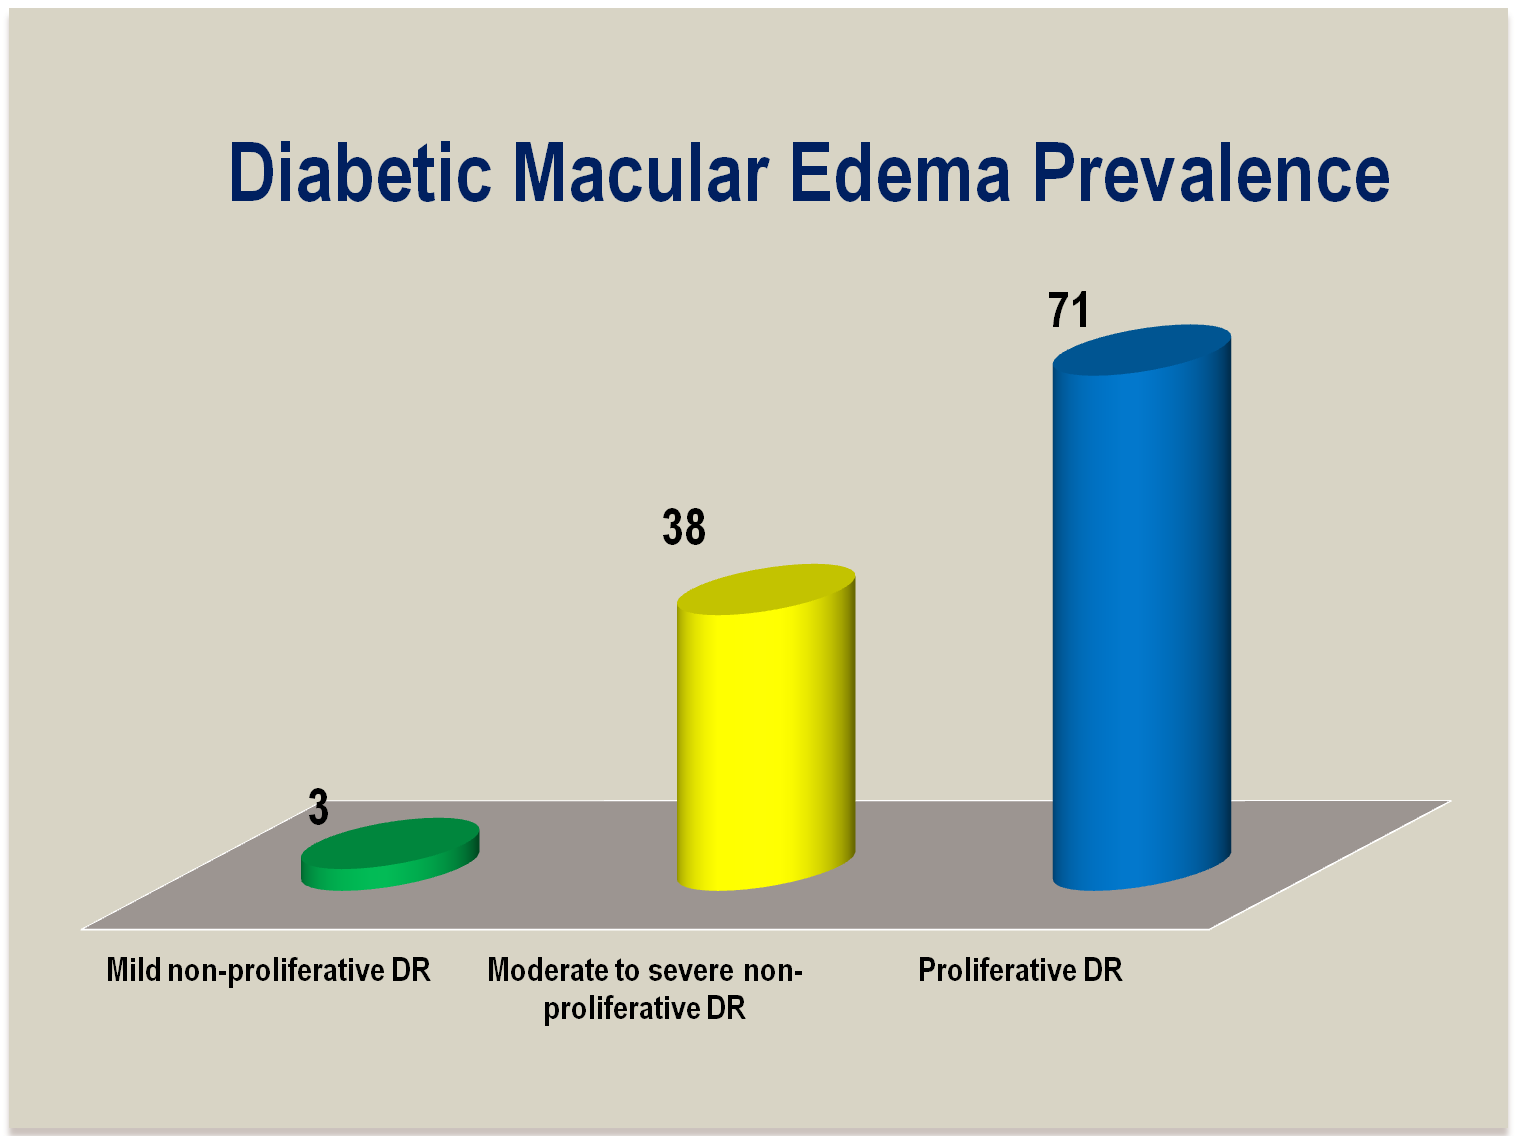 Diabetic Macular Edema Prevalence
71
38
3
Mild non-proliferative DR
Moderate to severe non-
proliferative DR
Proliferative DR